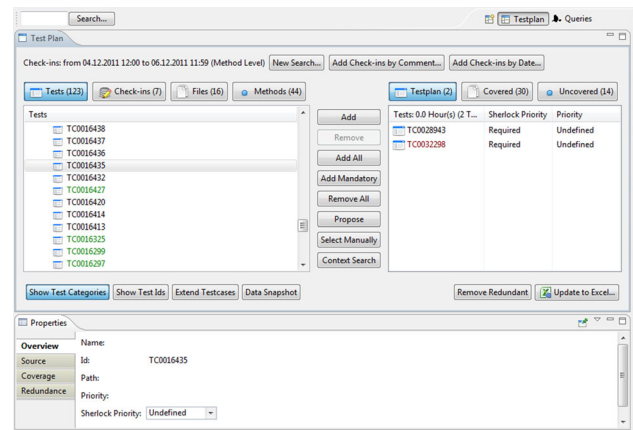 Search...
Testplan
Queries
Test Plan
Check-ins: from 04.12.2011 12:00 to 06.12.2011 11:59 (Method Level)
New Search...
Add Check-ins by Comment...
Add Check-ins by Date...
Tests (123)
Check-ins (7)
Files (16)
Methods (44)
Testplan (2)
Covered (30)
Uncovered (14)
Tests
TC0016438
TC0016437
TC0016436
TC0016435
TC0016432
TC0016427
TC0016420
TC0016414
TC0016413
TC0016325
TC0016299
TC0016297
Add
Remove
Add All
Add Mandatory
Remove All
Propose
Select Manually
Context Search
Tests: 0.0 Hour(s) (2 T... Sherlock Priority Priority
TC0028943 Required Undefined
TC0032298 Required Undefined
Show Test Categories
Show Test Ids
Extend Testcases
Data Snapshot
Remove Redundant
Update to Excel...
Properties
Overview
Source
Coverage
Redundance
Name:
Id: TC0016435
Path:
Priority:
Sherlock Priority: Undefined